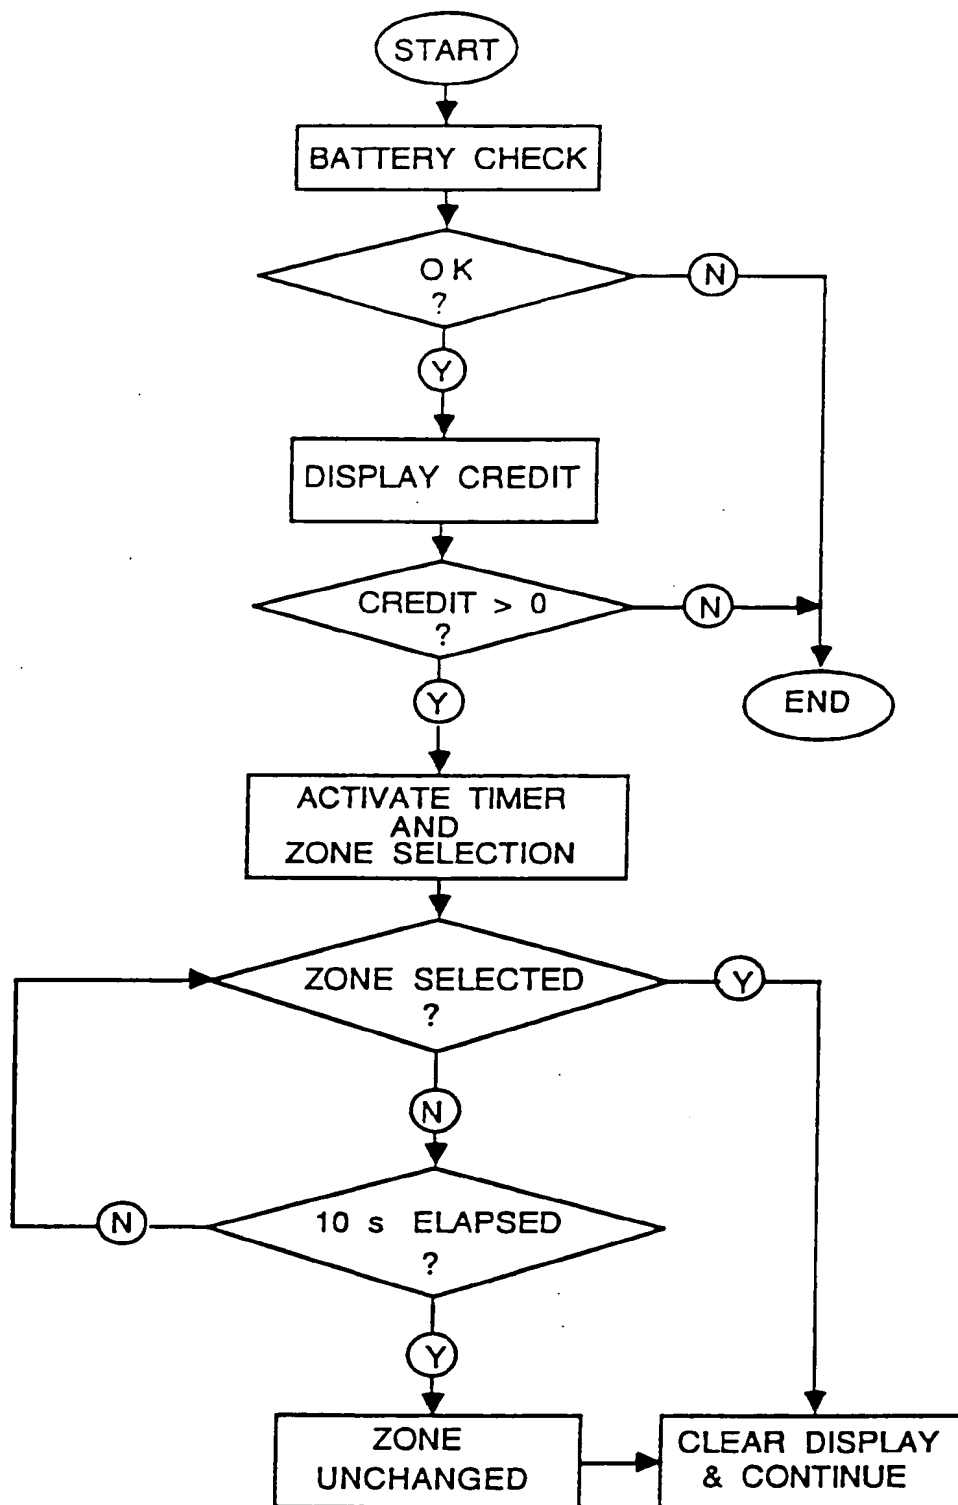 START
BATTERY CHECK
OK
?
N
Y
DISPLAY CREDIT
CREDIT > 0
?
N
Y
END
ACTIVATE TIMER
AND
ZONE SELECTION
ZONE SELECTED
?
Y
N
10 s ELAPSED
?
N
Y
ZONE
UNCHANGED
CLEAR DISPLAY
& CONTINUE